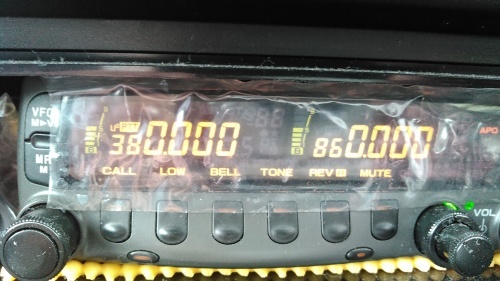 VFO
M▶V
MR
M
380.000
860.000
APO
CALL LOW BELL TONE REV MUTE
VOL